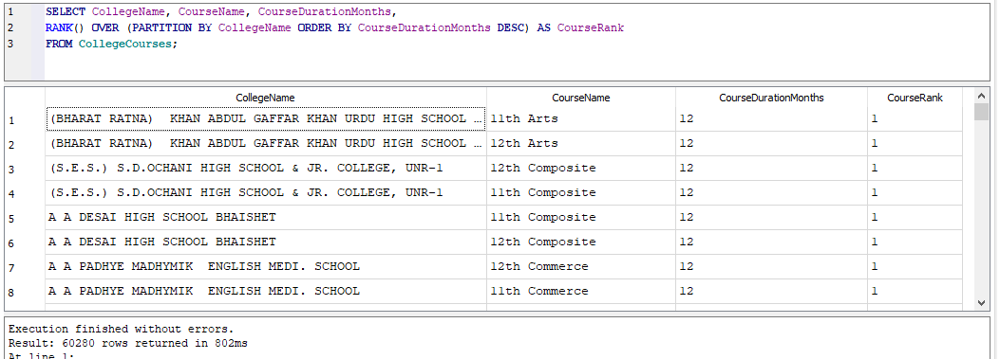 1 SELECT CollegeName, CourseName, CourseDurationMonths,
2 RANK() OVER (PARTITION BY CollegeName ORDER BY CourseDurationMonths DESC) AS CourseRank
3 FROM CollegeCourses;
CollegeName CourseName CourseDurationMonths CourseRank
1 (BHARAT RATNA)  KHAN ABDUL GAFFAR KHAN URDU HIGH SCHOOL ... 11th Arts 12 1
2 (BHARAT RATNA)  KHAN ABDUL GAFFAR KHAN URDU HIGH SCHOOL ... 12th Arts 12 1
3 (S.E.S.) S.D.OCHANI HIGH SCHOOL & JR. COLLEGE, UNR-1 12th Composite 12 1
4 (S.E.S.) S.D.OCHANI HIGH SCHOOL & JR. COLLEGE, UNR-1 11th Composite 12 1
5 A A DESAI HIGH SCHOOL BHAISHET 11th Composite 12 1
6 A A DESAI HIGH SCHOOL BHAISHET 12th Composite 12 1
7 A A PADHYE MADHYMIK  ENGLISH MEDI. SCHOOL 12th Commerce 12 1
8 A A PADHYE MADHYMIK  ENGLISH MEDI. SCHOOL 11th Commerce 12 1
Execution finished without errors.
Result: 60280 rows returned in 802ms
At line 1: